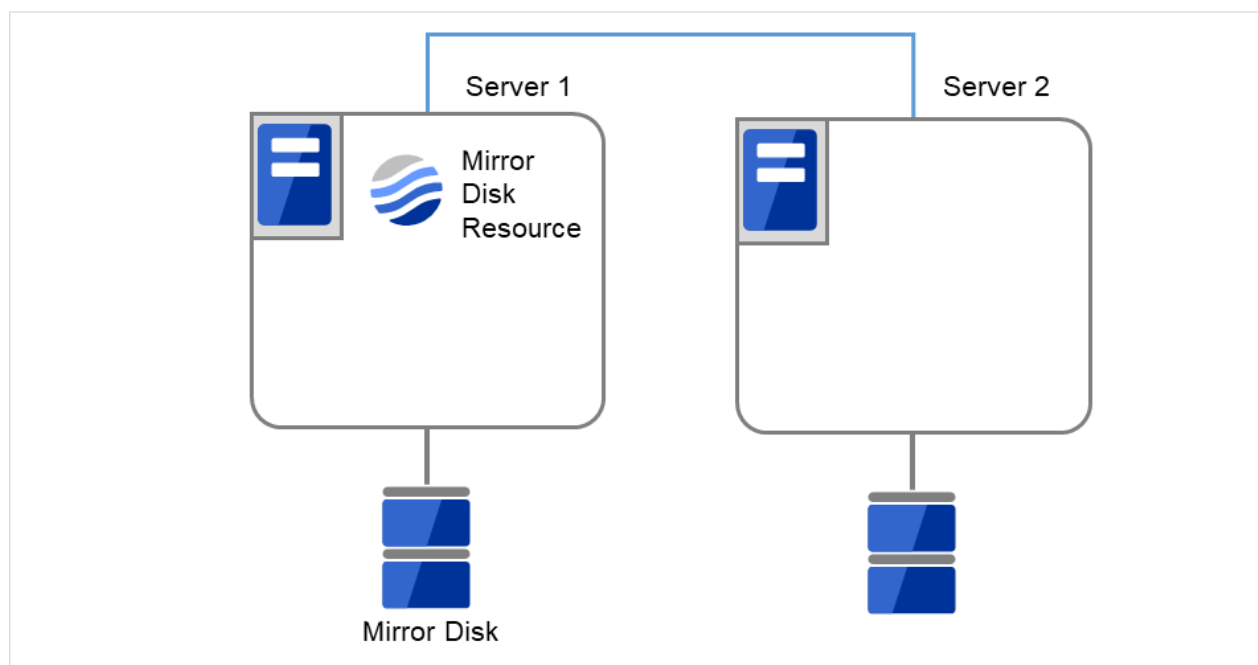 Server 1
Server 2
Mirror
Disk
Resource
Mirror Disk